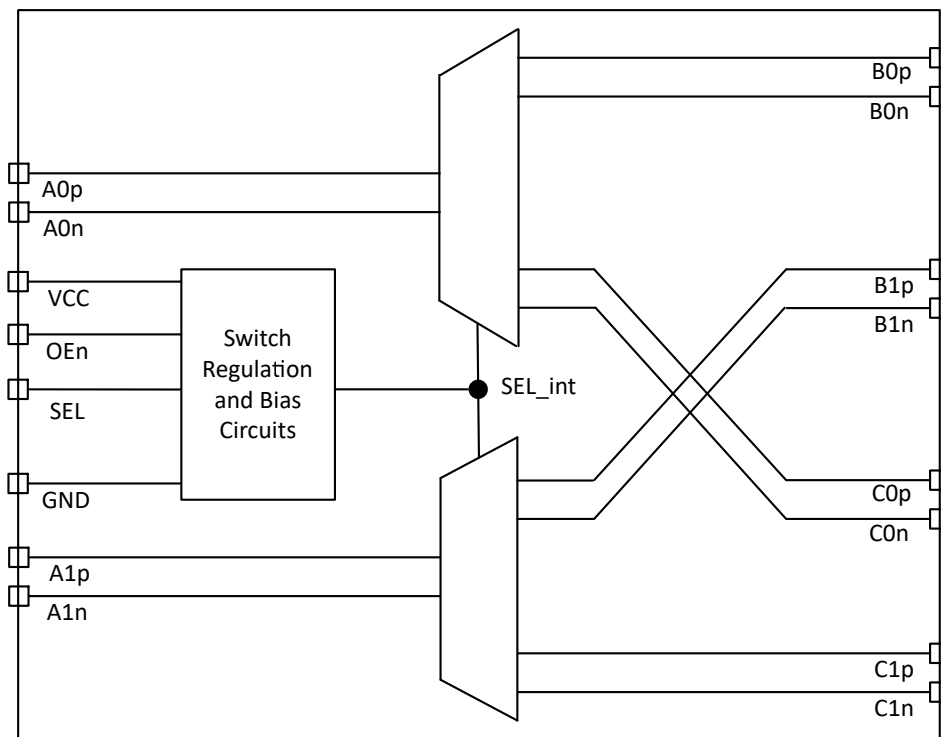 B0p
B0n
A0p
A0n
VCC
OEn
SEL
GND
A1p
A1n
Switch
Regulation
and Bias
Circuits
SEL_int
B1p
B1n
C0p
C0n
C1p
C1n